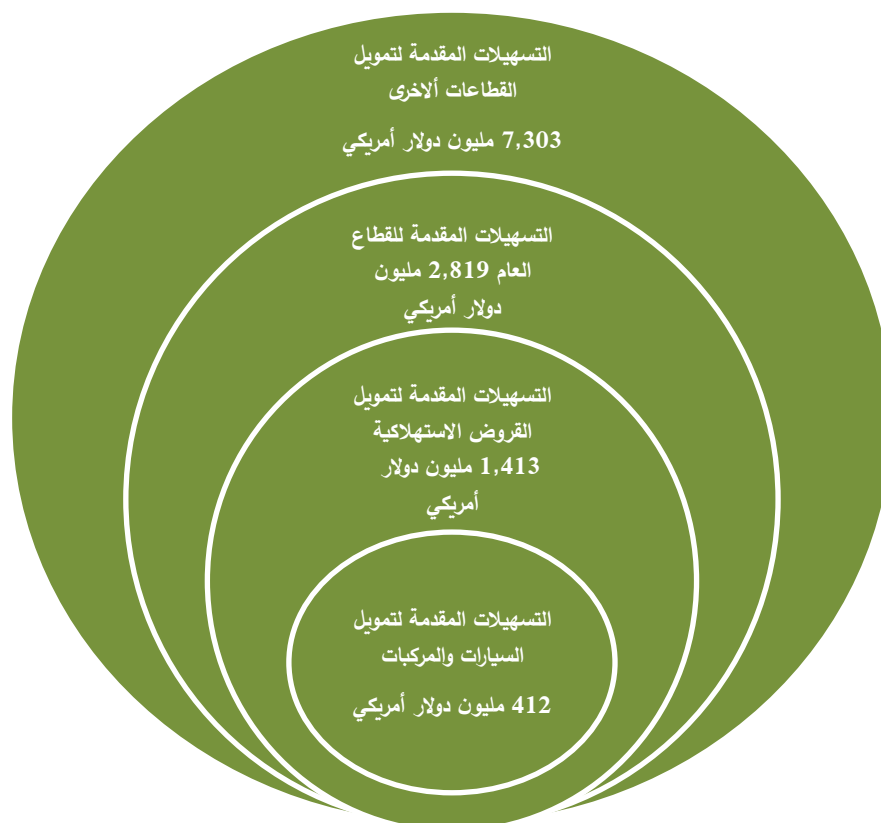 التسهيلات المقدمة لتمويل
القطاعات ألاخرى
7,303 مليون دولار أمريكي
التسهيلات المقدمة للقطاع
العام 2,819 مليون
دولار أمريكي
التسهيلات المقدمة لتمويل
القروض الاستهلاكية
1,413 مليون دولار
أمريكي
التسهيلات المقدمة لتمويل
السيارات والمركبات
412 مليون دولار أمريكي